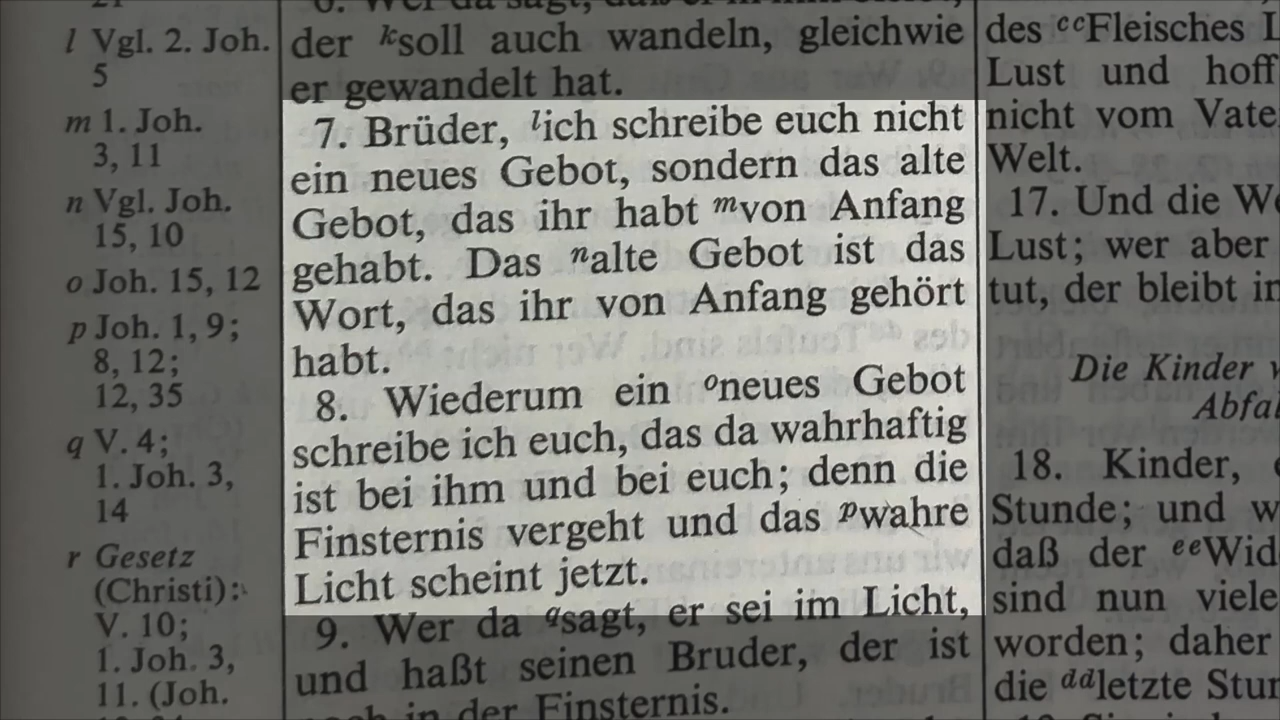 l Vgl. 2. Joh.
5
m 1. Joh.
3, 11
n Vgl. Joh.
15, 10
o Joh. 15, 12
p Joh. 1, 9;
8, 12;
12, 35
q V. 4;
1. Joh. 3,
14
r Gesetz
(Christi):
V. 10;
1. Joh. 3,
11. (Joh.
der ksoll auch wandeln, gleichwie
er gewandelt hat.
7. Brüder, lich schreibe euch nicht
ein neues Gebot, sondern das alte
Gebot, das ihr habt mvon Anfang
gehabt. Das nalte Gebot ist das
Wort, das ihr von Anfang gehört
habt.
8. Wiederum ein oneues Gebot
schreibe ich euch, das da wahrhaftig
ist bei ihm und bei euch; denn die
Finsternis vergeht und das pwahre
Licht scheint jetzt.
9. Wer da qsagt, er sei im Licht,
und haßt seinen Bruder, der ist
noch in der Finsternis.
des ccFleisches
Lust und hoff
nicht vom Vate
Welt.
17. Und die We
Lust; wer aber
tut, der bleibt in
Die Kinder
Abfa
18. Kinder,
Stunde; und w
daß der eeWid
sind nun viele
worden; daher
die ddletzte Stun